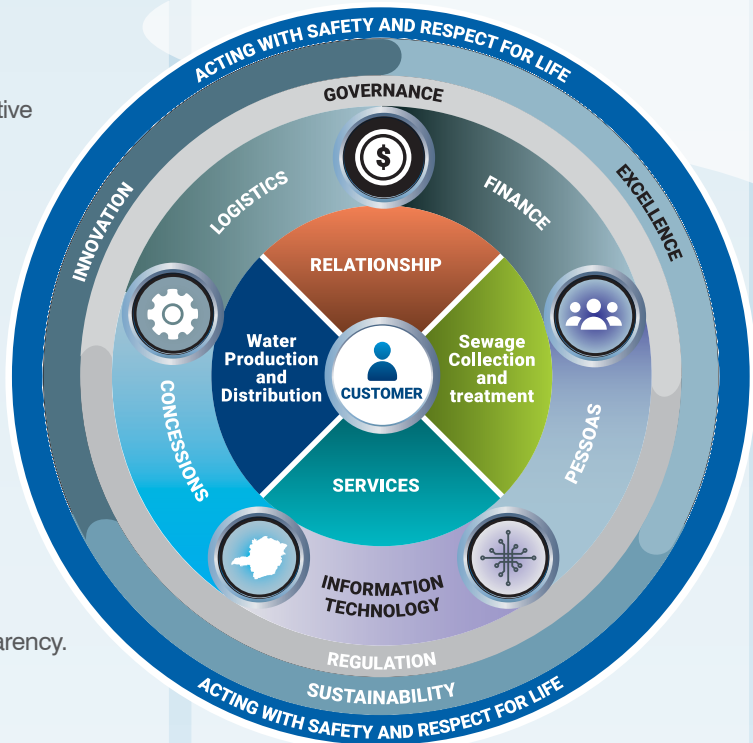 ACTING WITH SAFETY AND RESPECT FOR LIFE
GOVERNANCE
tive
INNOVATION
EXCELLENCE
LOGISTICS
$
FINANCE
RELATIONSHIP
Water
Production
and
Distribution
CUSTOMER
Sewage
Collection
and
treatment
CONCESSIONS
PESSOAS
SERVICES
INFORMATION
TECHNOLOGY
arency.
REGULATION
SUSTAINABILITY
ACTING WITH SAFETY AND RESPECT FOR LIFE